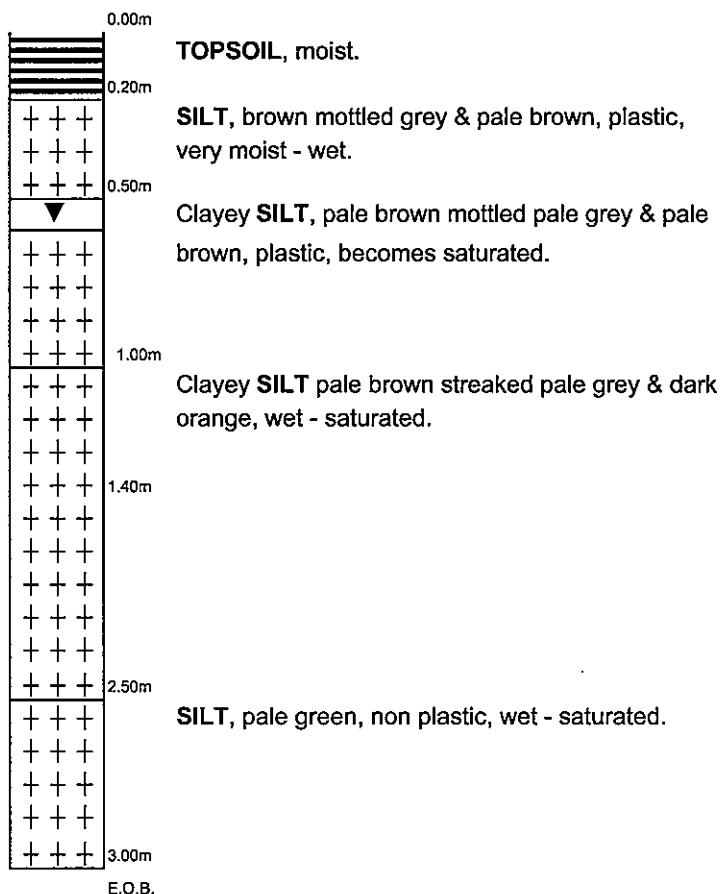 0.00m
TOPSOIL, moist.
0.20m
SILT, brown mottled grey & pale brown, plastic,
very moist - wet.
0.50m
Clayey SILT, pale brown mottled pale grey & pale
brown, plastic, becomes saturated.
1.00m
Clayey SILT pale brown streaked pale grey & dark
orange, wet - saturated.
1.40m
2.50m
SILT, pale green, non plastic, wet - saturated.
3.00m
E.O.B.